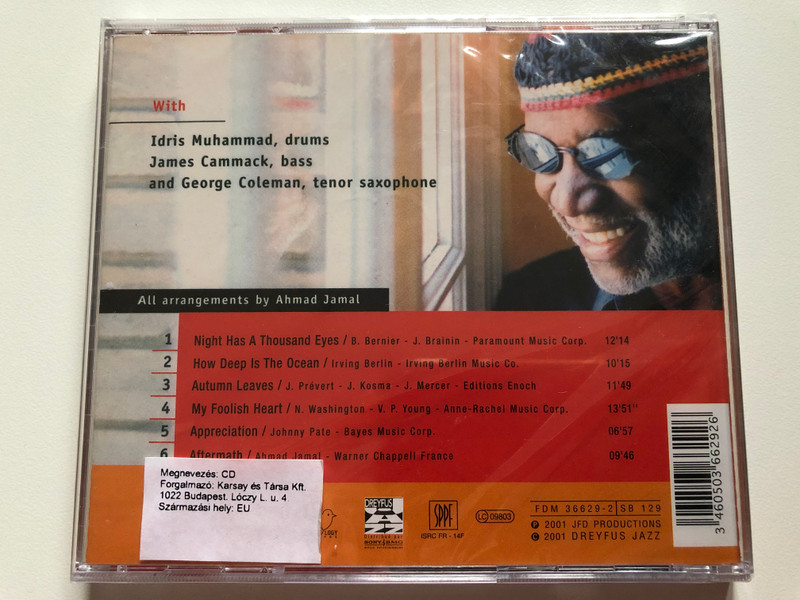 With
Idris Muhammad, drums
James Cammack, bass
and George Coleman, tenor saxophone
All arrangements by Ahmad Jamal
1 Night Has A Thousand Eyes / B. Bernier - J. Brainin - Paramount Music Corp. 12'14
2 How Deep Is The Ocean / Irving Berlin - Irving Berlin Music Co. 10'15
3 Autumn Leaves / J. Prévert - J. Kosma - J. Mercer - Editions Enoch 11'49
4 My Foolish Heart / N. Washington - V. P. Young - Anne-Rachel Music Corp. 13'51"
5 Appreciation / Johnny Pate - Bayes Music Corp. 06'57
6 Aftermath / Ahmad Jamal - Warner Chappell France 09'46
Megnevezés: CD
Forgalmazó: Karsay és Társa Kft.
1022 Budapest. Lóczy L. u. 4
Származási hely: EU
DREYFUS
JAZZ
SPPF
ISRC FR - 14F
LC 09803
FDM 36629-2 SB 129
P 2001 JFD PRODUCTIONS
C 2001 DREYFUS JAZZ
3 460503 662926